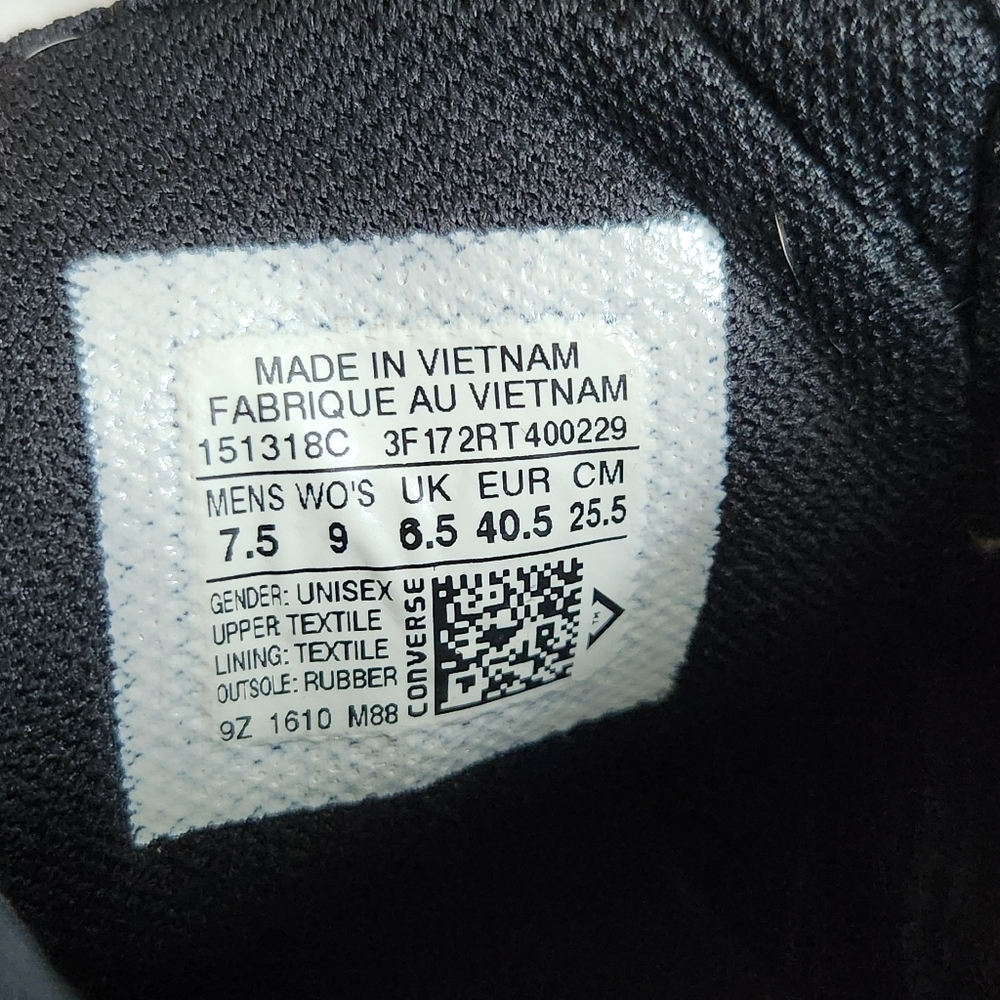 MADE IN VIETNAM
FABRIQUE AU VIETNAM
151318C 3F172RT400229
MENS WO'S UK EUR CM
7.5 9 6.5 40.5 25.5
GENDER: UNISEX
UPPER TEXTILE
LINING: TEXTILE
OUTSOLE: RUBBER
9Z 1610 M88
CONVERSE
TM